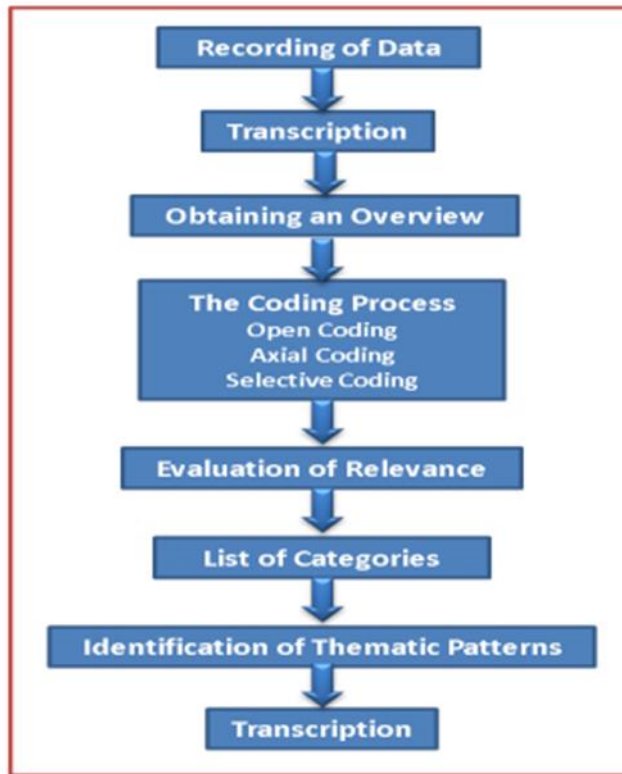 Recording of Data
Transcription
Obtaining an Overview
The Coding Process
Open Coding
Axial Coding
Selective Coding
Evaluation of Relevance
List of Categories
Identification of Thematic Patterns
Transcription